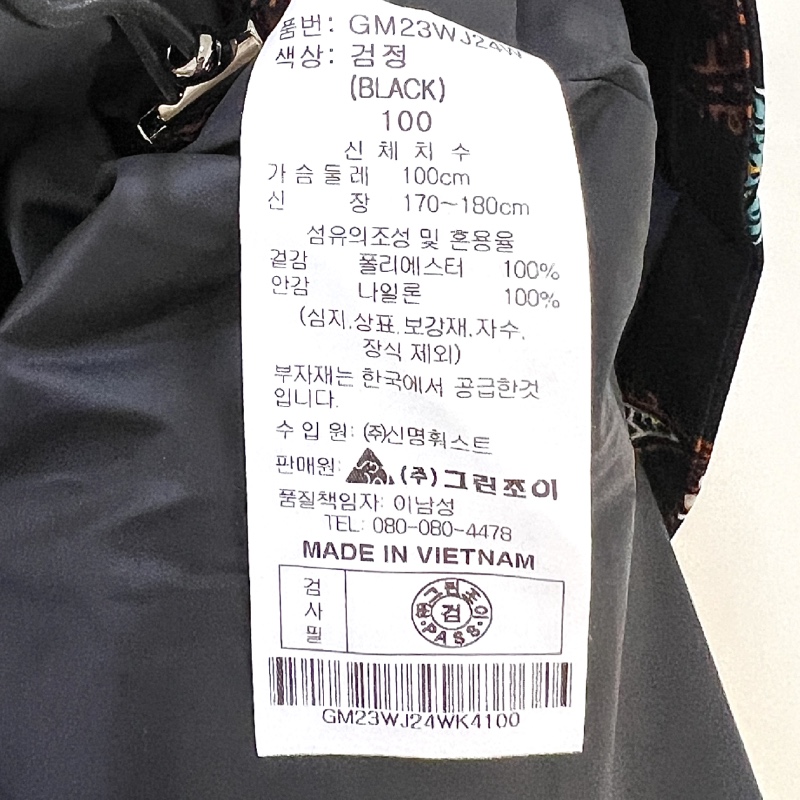 품번: GM23WJ24W
색상: 검정
(BLACK)
100
신 체 치 수
가 슴 둘 레 100cm
신 장 170~180cm
섬유의조성 및 혼용율
겉감 폴리에스터 100%
안감 나일론 100%
(심지.상표.보강재.자수.
장식 제외)
부자재는 한국에서 공급한것
입니다.
수 입 원: ㈜신명훠스트
판매원: (주)그린조이
품질책임자: 이남성
TEL: 080-080-4478
MADE IN VIETNAM
검사필
그린조이
검
PASS
GM23WJ24WK4100